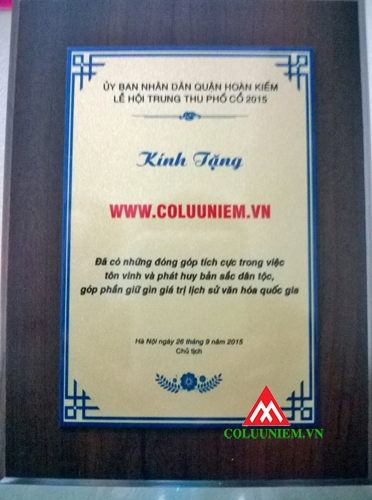 ỦY BAN NHÂN DÂN QUẬN HOÀN KIẾM
LỄ HỘI TRUNG THU PHỐ CỔ 2015
Kính Tặng
WWW.COLUUNIEM.VN
Đã có những đóng góp tích cực trong việc
tôn vinh và phát huy bản sắc dân tộc,
góp phần giữ gìn giá trị lịch sử văn hóa quốc gia
Hà Nội ngày 26 tháng 9 năm 2015
Chủ tịch
COLUUNIEM.VN